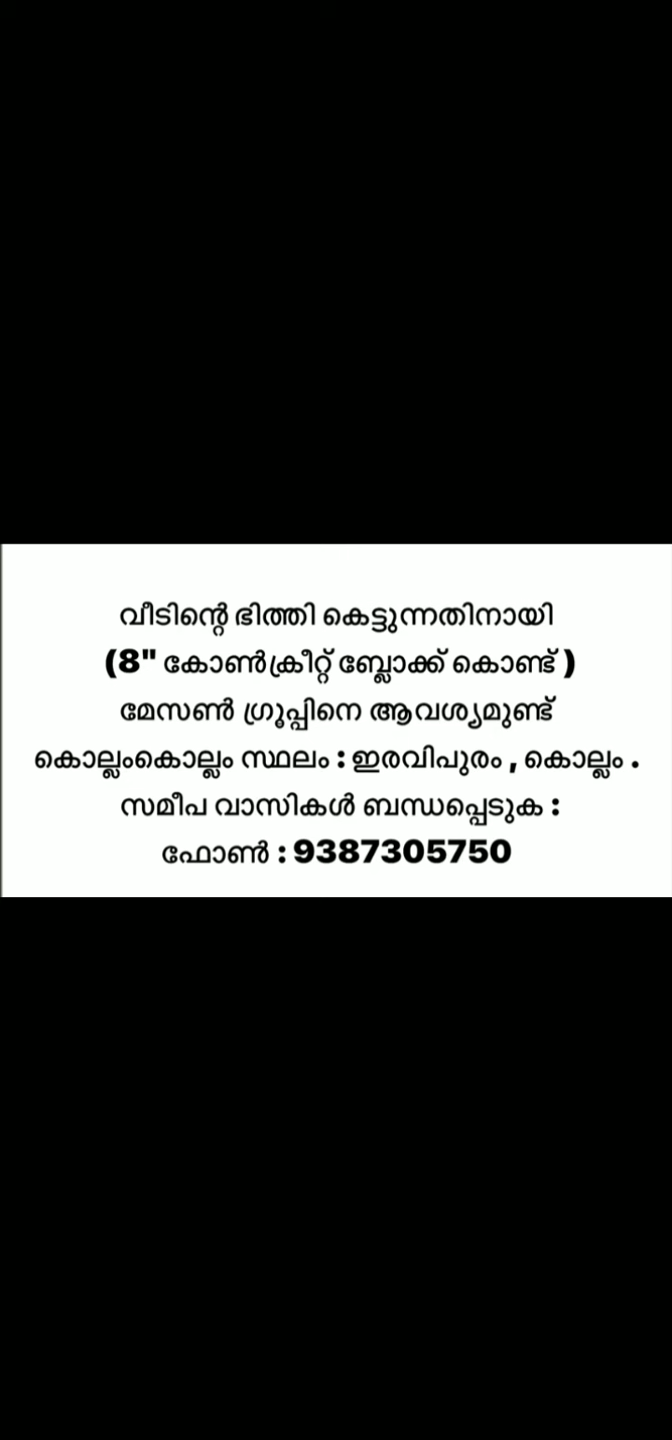 വീടിന്റെ ഭിത്തി കെട്ടുന്നതിനായി
(8" കോൺക്രീറ്റ് ബ്ലോക്ക് കൊണ്ട് )
മേസൺ ഗ്രൂപ്പിനെ ആവശ്യമുണ്ട്
കൊല്ലംകൊല്ലം സ്ഥലം : ഇരവിപുരം , കൊല്ലം .
സമീപ വാസികൾ ബന്ധപ്പെടുക :
ഫോൺ : 9387305750